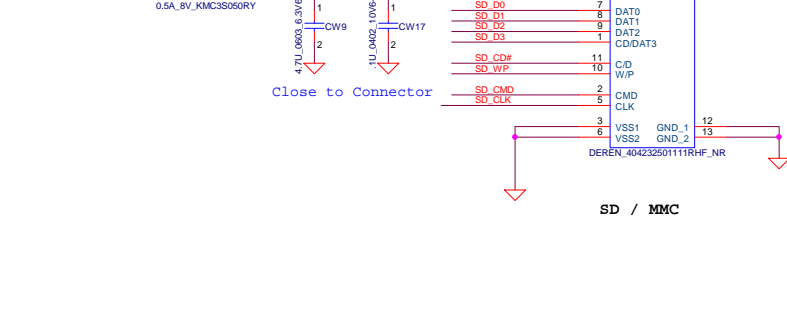 0.5A_8V_KMC3S050RY
4.7U_0603_6.3V6
1
CW9
2
.1U_0402_10V6
1
CW17
2
Close to Connector
SD_D0 7 DAT0
SD_D1 8 DAT1
SD_D2 9 DAT2
SD_D3 1 CD/DAT3
SD_CD# 11 C/D
SD_WP 10 W/P
SD_CMD 2 CMD
SD_CLK 5 CLK
3 VSS1 GND_1 12
6 VSS2 GND_2 13
DEREN_404232501111RHF_NR
SD / MMC